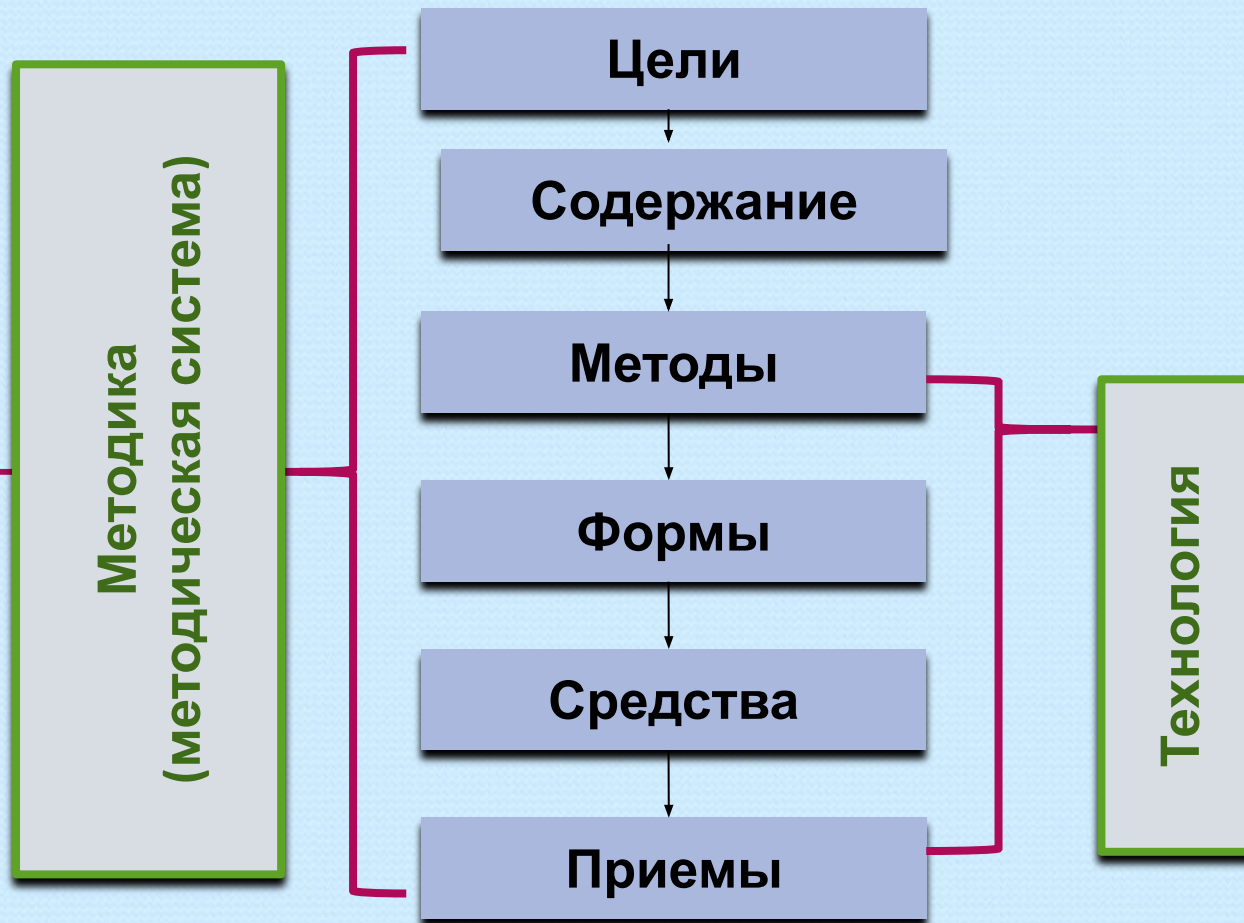 Методика
(методическая система)
Цели
Содержание
Методы
Формы
Средства
Приемы
Технология